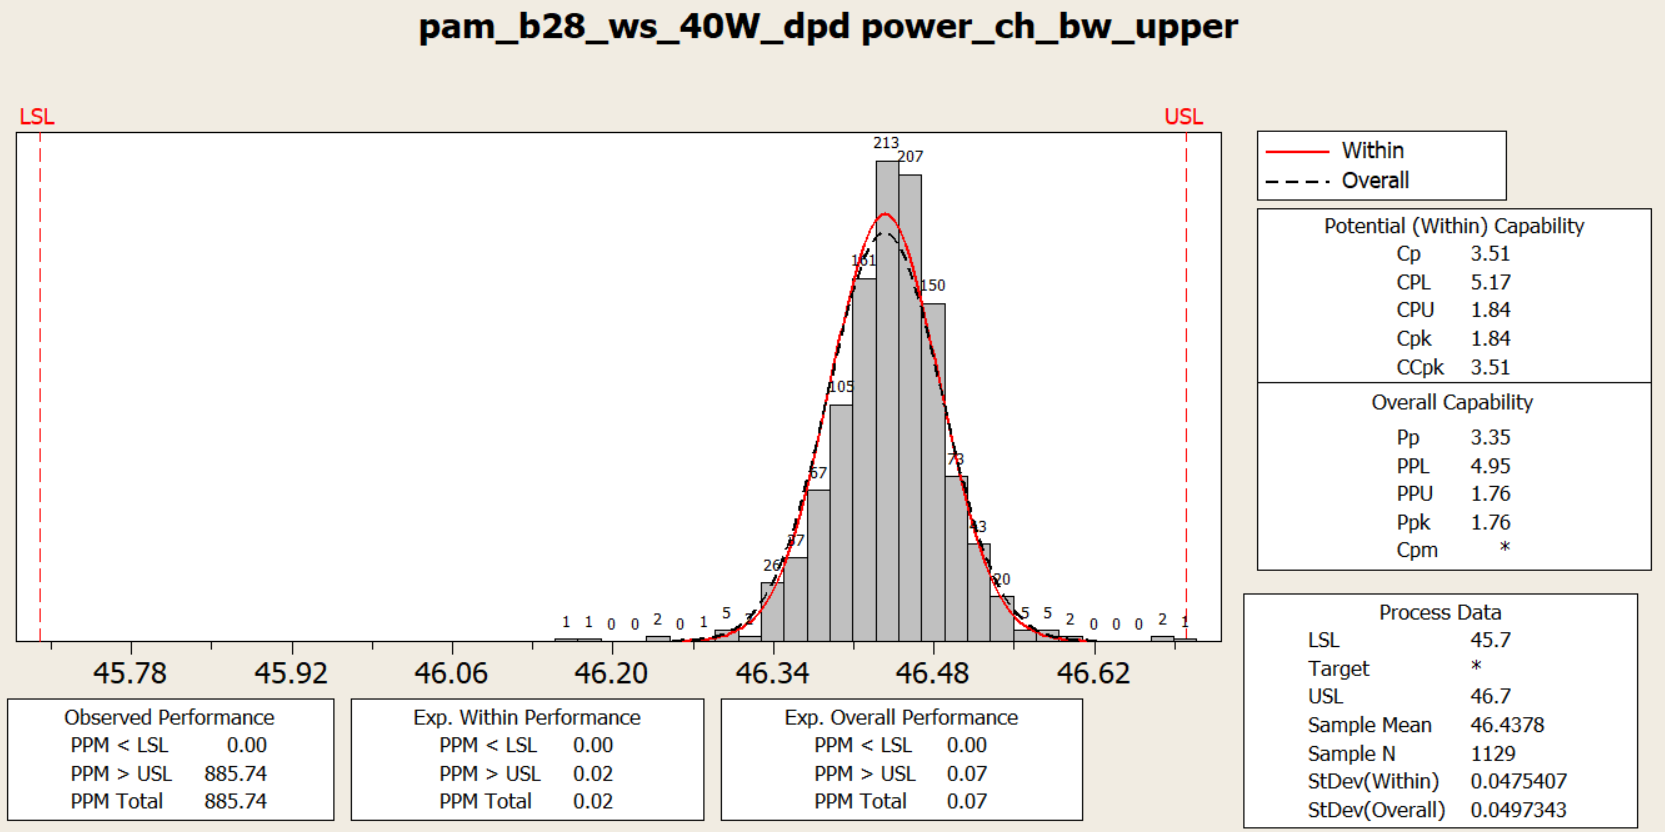 pam_b28_ws_40W_dpd power_ch_bw_upper
LSL USL
213
207
161
150
105
67
73
37
43
26
20
1 1 0 0 2 0 1 5 2 5 5 2 0 0 0 2 1
45.78 45.92 46.06 46.20 46.34 46.48 46.62
Within
Overall
Potential (Within) Capability
Cp 3.51
CPL 5.17
CPU 1.84
Cpk 1.84
CCpk 3.51
Overall Capability
Pp 3.35
PPL 4.95
PPU 1.76
Ppk 1.76
Cpm *
Process Data
LSL 45.7
Target *
USL 46.7
Sample Mean 46.4378
Sample N 1129
StDev(Within) 0.0475407
StDev(Overall) 0.0497343
Observed Performance
PPM < LSL 0.00
PPM > USL 885.74
PPM Total 885.74
Exp. Within Performance
PPM < LSL 0.00
PPM > USL 0.02
PPM Total 0.02
Exp. Overall Performance
PPM < LSL 0.00
PPM > USL 0.07
PPM Total 0.07